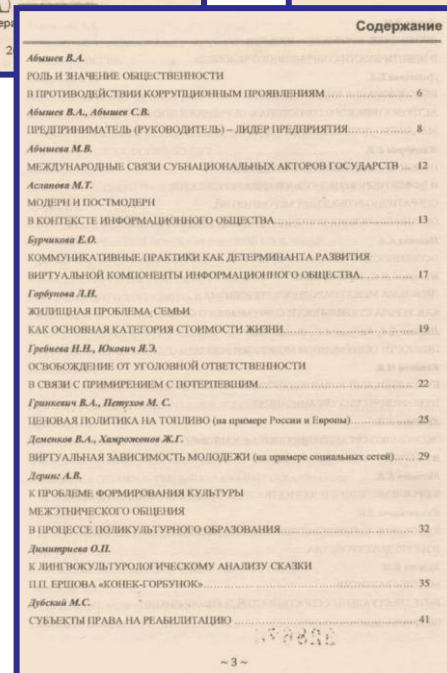 Содержание
Абышев В.А.
РОЛЬ И ЗНАЧЕНИЕ ОБЩЕСТВЕННОСТИ
В ПРОТИВОДЕЙСТВИИ КОРРУПЦИОННЫМ ПРОЯВЛЕНИЯМ 6
Абышев В.А., Абышев С.В.
ПРЕДПРИНИМАТЕЛЬ (РУКОВОДИТЕЛЬ) – ЛИДЕР ПРЕДПРИЯТИЯ 8
Абышева М.В.
МЕЖДУНАРОДНЫЕ СВЯЗИ СУБНАЦИОНАЛЬНЫХ АКТОРОВ ГОСУДАРСТВ 12
Асланова М.Т.
МОДЕРН И ПОСТМОДЕРН
В КОНТЕКСТЕ ИНФОРМАЦИОННОГО ОБЩЕСТВА 13
Бурчикова Е.О.
КОММУНИКАТИВНЫЕ ПРАКТИКИ КАК ДЕТЕРМИНАНТА РАЗВИТИЯ
ВИРТУАЛЬНОЙ КОМПОНЕНТЫ ИНФОРМАЦИОННОГО ОБЩЕСТВА 17
Горбунова Л.Н.
ЖИЛИЩНАЯ ПРОБЛЕМА СЕМЬИ
КАК ОСНОВНАЯ КАТЕГОРИЯ СТОИМОСТИ ЖИЗНИ 19
Гребнева Н.Н., Юкович Я.Э.
ОСВОБОЖДЕНИЕ ОТ УГОЛОВНОЙ ОТВЕТСТВЕННОСТИ
В СВЯЗИ С ПРИМИРЕНИЕМ С ПОТЕРПЕВШИМ 22
Гринкевич В.А., Петухов М. С.
ЦЕНОВАЯ ПОЛИТИКА НА ТОПЛИВО (на примере России и Европы) 25
Деменков В.А., Хамрожонов Ж.Г.
ВИРТУАЛЬНАЯ ЗАВИСИМОСТЬ МОЛОДЕЖИ (на примере социальных сетей) 29
Деринг А.В.
К ПРОБЛЕМЕ ФОРМИРОВАНИЯ КУЛЬТУРЫ
МЕЖЭТНИЧЕСКОГО ОБЩЕНИЯ
В ПРОЦЕССЕ ПОЛИКУЛЬТУРНОГО ОБРАЗОВАНИЯ 32
Димитриева О.П.
К ЛИНГВОКУЛЬТУРОЛОГИЧЕСКОМУ АНАЛИЗУ СКАЗКИ
П.П. ЕРШОВА «КОНЕК-ГОРБУНОК» 35
Дубский М.С.
СУБЪЕКТЫ ПРАВА НА РЕАБИЛИТАЦИЮ 41
~ 3 ~